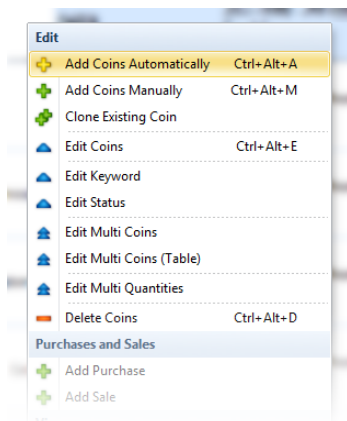 Edit
Add Coins Automatically Ctrl+Alt+A
Add Coins Manually Ctrl+Alt+M
Clone Existing Coin
Edit Coins Ctrl+Alt+E
Edit Keyword
Edit Status
Edit Multi Coins
Edit Multi Coins (Table)
Edit Multi Quantities
Delete Coins Ctrl+Alt+D
Purchases and Sales
Add Purchase
Add Sale